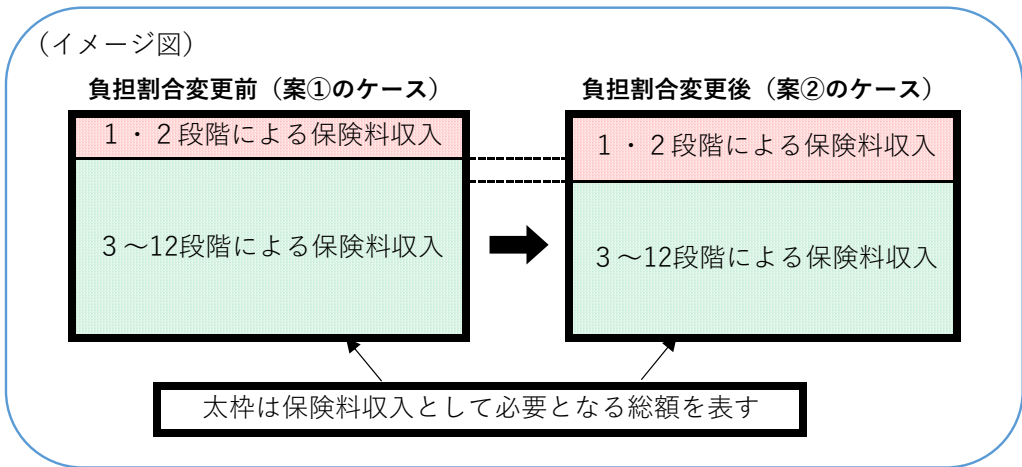 （イメージ図）
負担割合変更前（案①のケース）
負担割合変更後（案②のケース）
１・２段階による保険料収入
１・２段階による保険料収入
３～12段階による保険料収入
３～12段階による保険料収入
太枠は保険料収入として必要となる総額を表す